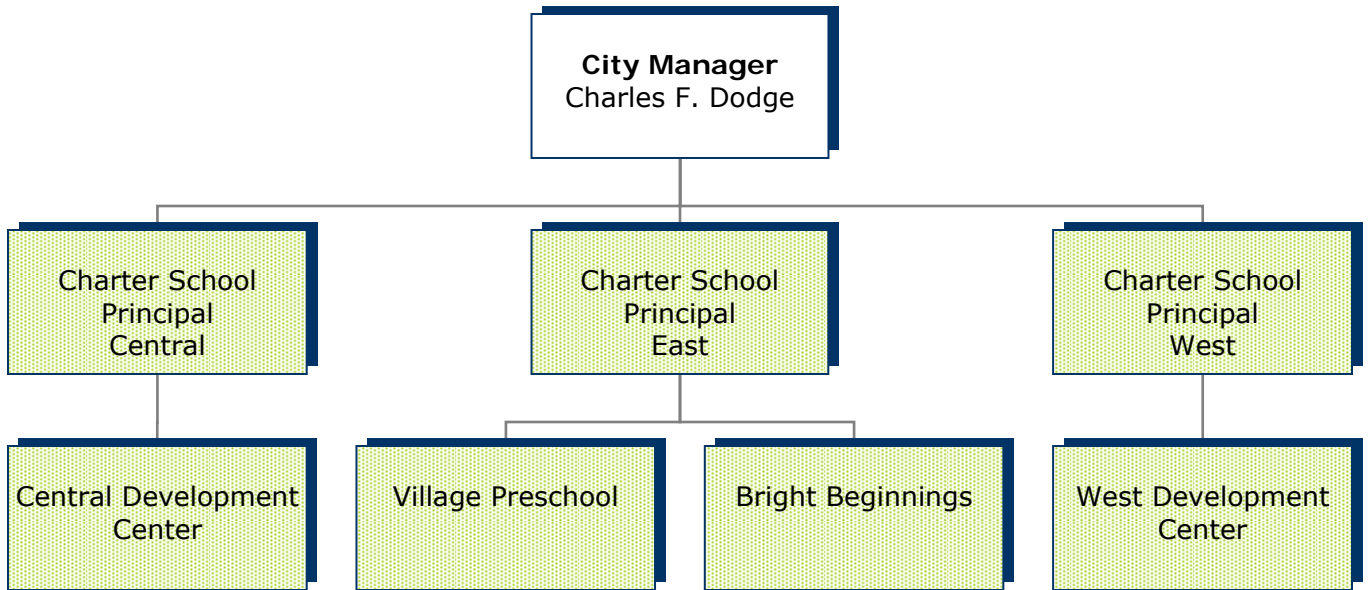 City Manager
Charles F. Dodge
Charter School
Principal
Central
Charter School
Principal
East
Charter School
Principal
West
Central Development
Center
Village Preschool
Bright Beginnings
West Development
Center